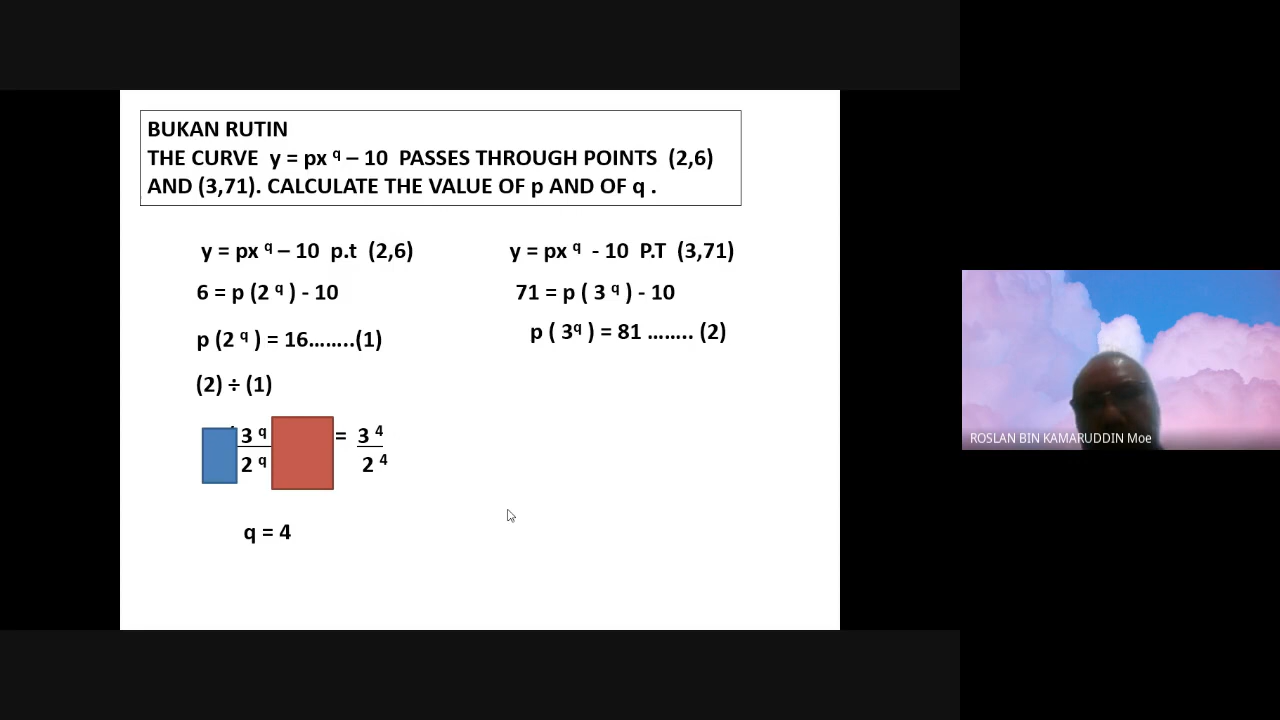 BUKAN RUTIN
THE CURVE y = px ^q – 10 PASSES THROUGH POINTS (2,6)
AND (3,71). CALCULATE THE VALUE OF p AND OF q .
y = px ^q – 10 p.t (2,6)
6 = p (2 ^q ) - 10
p (2 ^q ) = 16........(1)
(2) ÷ (1)
3 ^q = 3 ^4
2 ^q 2 ^4
q = 4
y = px ^q - 10 P.T (3,71)
71 = p ( 3 ^q ) - 10
p ( 3^q ) = 81 ........ (2)
ROSLAN BIN KAMARUDDIN Moe